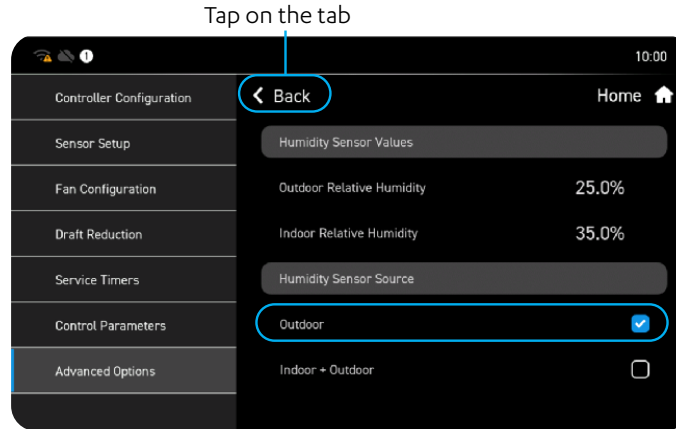 Tap on the tab
1
10:00
Controller Configuration
Back
Home
Sensor Setup
Humidity Sensor Values
Fan Configuration
Outdoor Relative Humidity
25.0%
Draft Reduction
Indoor Relative Humidity
35.0%
Service Timers
Humidity Sensor Source
Control Parameters
Outdoor
Advanced Options
Indoor + Outdoor